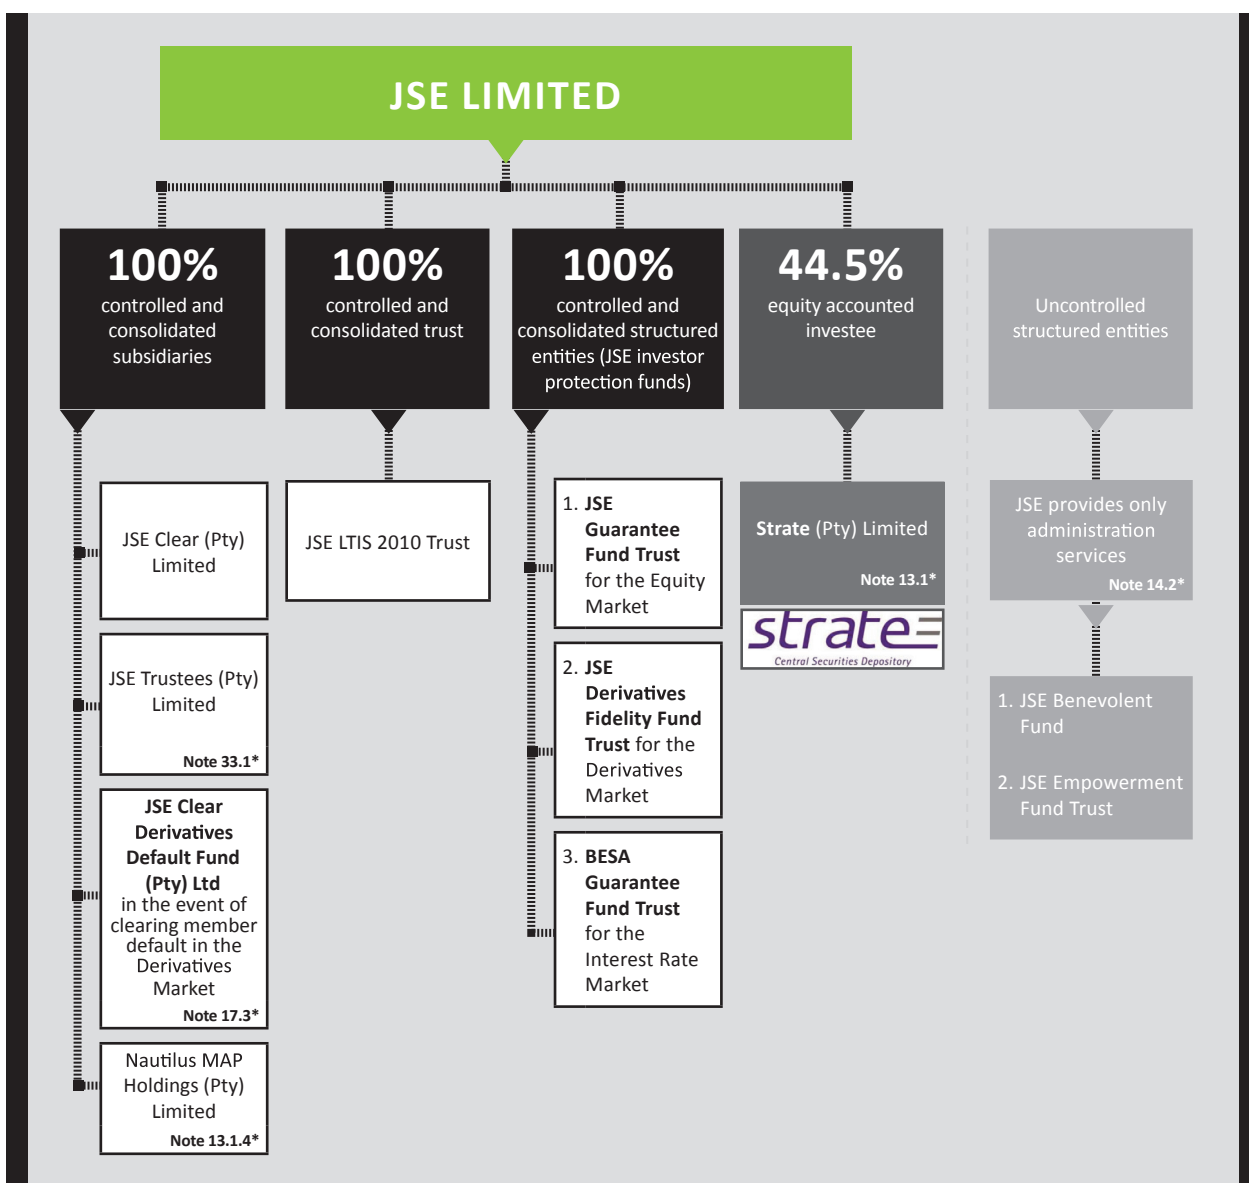 JSE LIMITED
100%
controlled and
consolidated
subsidiaries
100%
controlled and
consolidated trust
100%
controlled and
consolidated structured
entities (JSE investor
protection funds)
44.5%
equity accounted
investee
Uncontrolled
structured entities
JSE Clear (Pty)
Limited
JSE Trustees (Pty)
Limited
Note 33.1*
JSE Clear
Derivatives
Default Fund
(Pty) Ltd
in the event of
clearing member
default in the
Derivatives
Market
Note 17.3*
Nautilus MAP
Holdings (Pty)
Limited
Note 13.1.4*
JSE LTIS 2010 Trust
1. JSE
Guarantee
Fund Trust
for the Equity
Market
2. JSE
Derivatives
Fidelity Fund
Trust for the
Derivatives
Market
3. BESA
Guarantee
Fund Trust
for the
Interest Rate
Market
Strate (Pty) Limited
Note 13.1*
strate
Central Securities Depository
JSE provides only
administration
services
Note 14.2*
1. JSE Benevolent
Fund
2. JSE Empowerment
Fund Trust